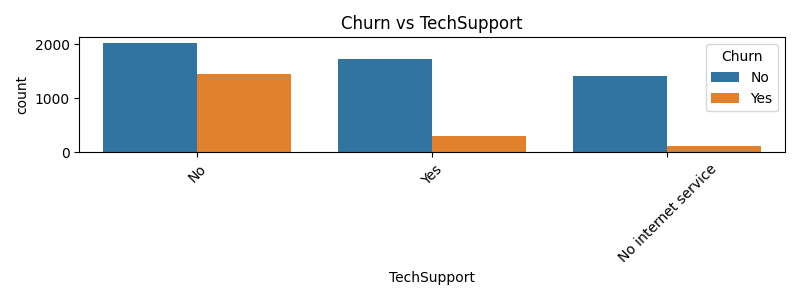 Churn vs TechSupport
count
2000
1000
0
Churn
No
Yes
No
Yes
No internet service
TechSupport